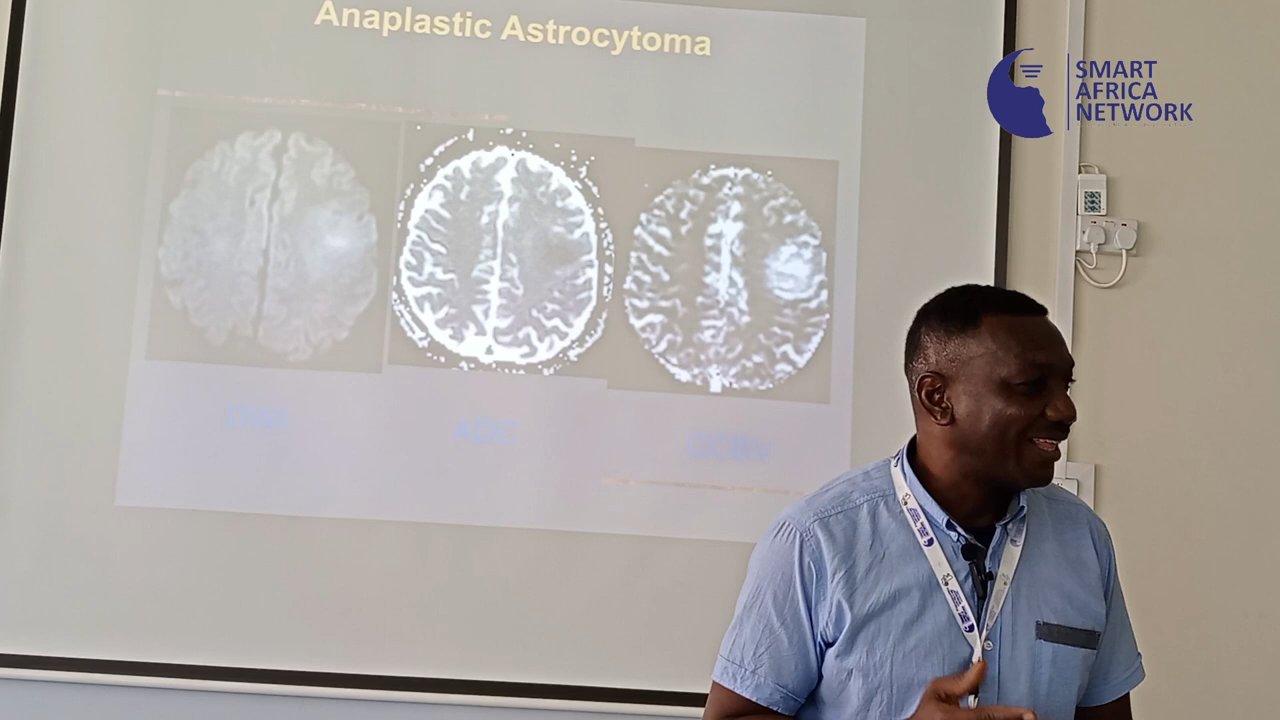 Anaplastic Astrocytoma
SMART
AFRICA
NETWORK
DWI
ADC